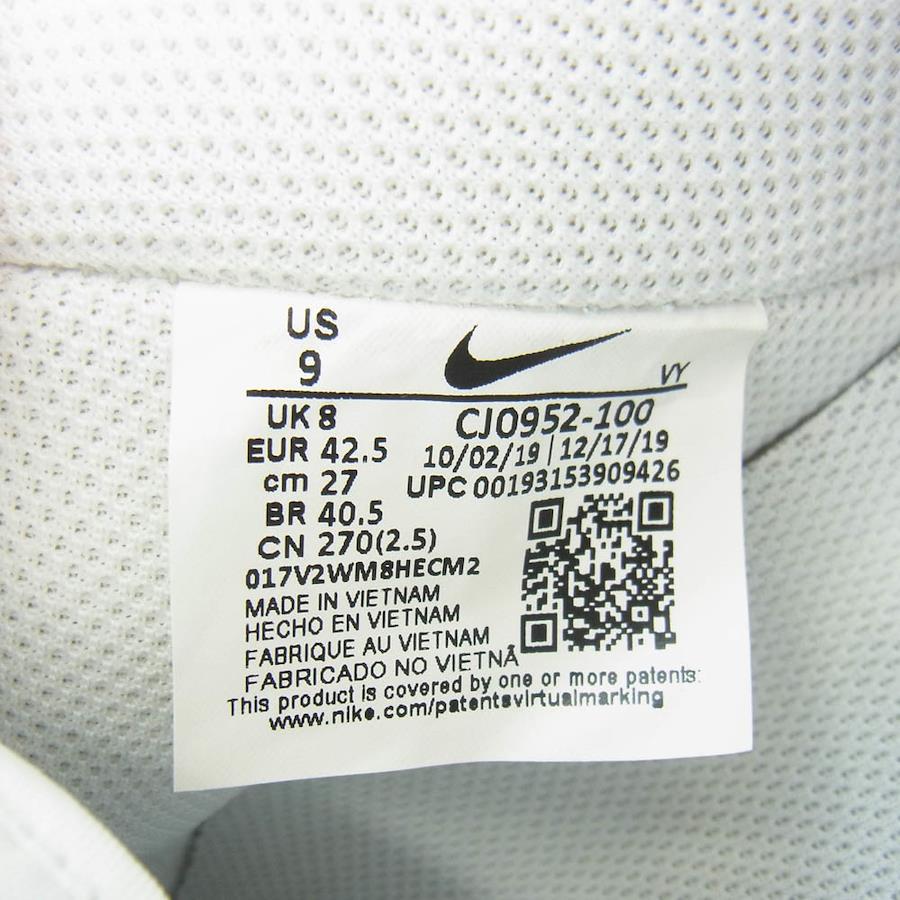 US
9
VY
UK 8
EUR 42.5
cm 27
BR 40.5
CN 270(2.5)
CJ0952-100
10/02/19 | 12/17/19
UPC 00193153909426
017V2WM8HECM2
MADE IN VIETNAM
HECHO EN VIETNAM
FABRIQUE AU VIETNAM
FABRICADO NO VIETNÃ
This product is covered by one or more patents:
www.nike.com/patentsvirtualmarking